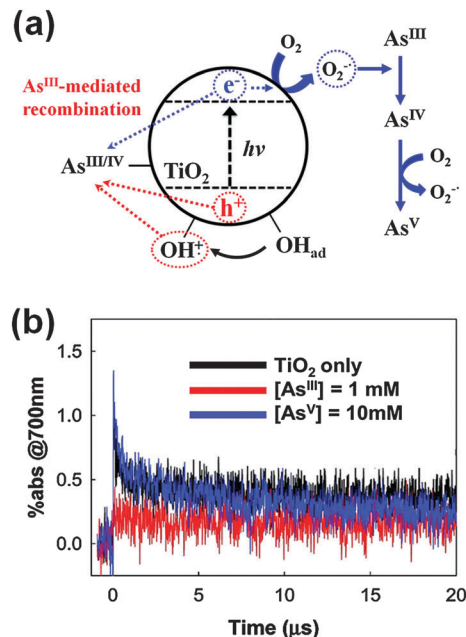 (a)
O₂
As^III
As^III-mediated
recombination
e⁻
O₂⁻·
As^IV
hν
As^III/IV
TiO₂
O₂
h⁺
O₂⁻·
OH⁺·
OH_ad
As^V
(b)
1.5
TiO₂ only
[As^III] = 1 mM
1.0
[As^V] = 10mM
%abs @700nm
0.5
0.0
0 5 10 15 20
Time (μs)